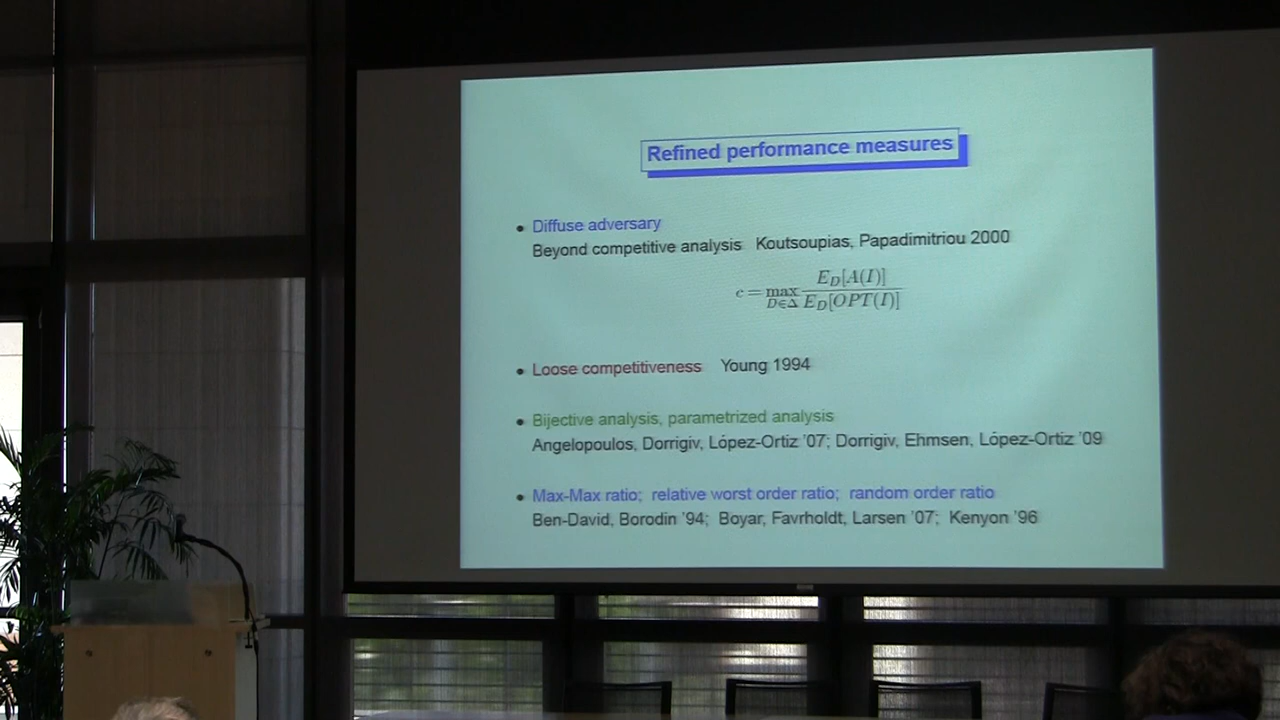 Refined performance measures
• Diffuse adversary
Beyond competitive analysis Koutsoupias, Papadimitriou 2000
c = max_{D∈Δ} E_D[A(I)] / E_D[OPT(I)]
• Loose competitiveness Young 1994
• Bijective analysis, parametrized analysis
Angelopoulos, Dorrigiv, López-Ortiz '07; Dorrigiv, Ehmsen, López-Ortiz '09
• Max-Max ratio; relative worst order ratio; random order ratio
Ben-David, Borodin '94; Boyar, Favrholdt, Larsen '07; Kenyon '96